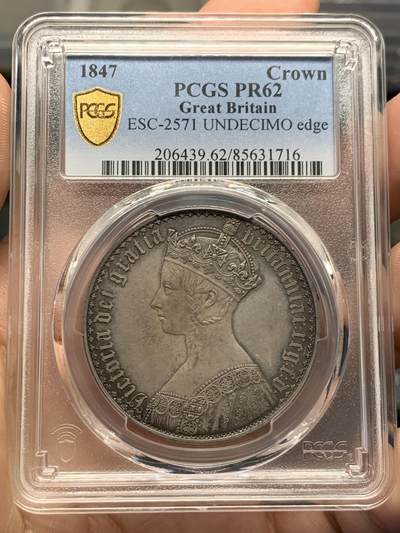 1847 Crown
PCGS PR62
Great Britain
ESC-2571 UNDECIMO edge
206439.62/85631716
PCGS
victoria dei gratia britanniar: reg: f:d:
PCGS